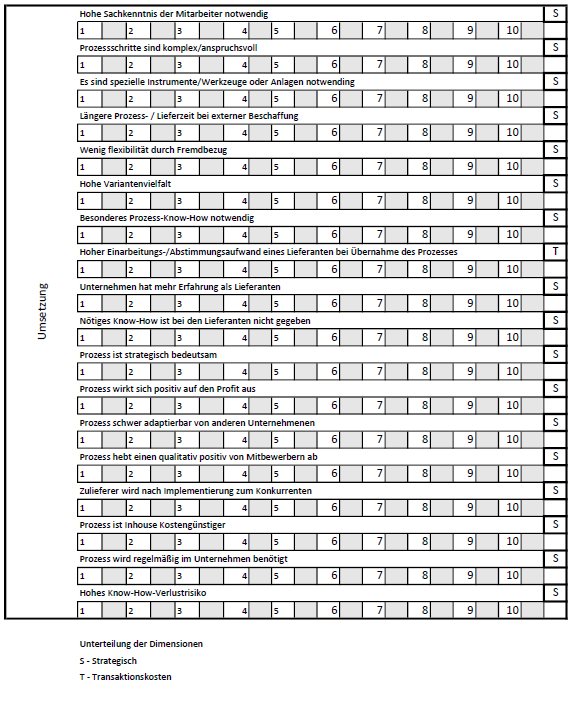 Hohe Sachkenntnis der Mitarbeiter notwendig S
1 2 3 4 5 6 7 8 9 10
Prozessschritte sind komplex/anspruchsvoll S
1 2 3 4 5 6 7 8 9 10
Es sind spezielle Instrumente/Werkzeuge oder Anlagen notwending S
1 2 3 4 5 6 7 8 9 10
Längere Prozess- / Lieferzeit bei externer Beschaffung S
1 2 3 4 5 6 7 8 9 10
Wenig flexibilität durch Fremdbezug S
1 2 3 4 5 6 7 8 9 10
Hohe Variantenvielfalt S
1 2 3 4 5 6 7 8 9 10
Besonderes Prozess-Know-How notwendig S
1 2 3 4 5 6 7 8 9 10
Hoher Einarbeitungs-/Abstimmungsaufwand eines Lieferanten bei Übernahme des Prozesses T
1 2 3 4 5 6 7 8 9 10
Umsetzung
Unternehmen hat mehr Erfahrung als Lieferanten S
1 2 3 4 5 6 7 8 9 10
Nötiges Know-How ist bei den Lieferanten nicht gegeben S
1 2 3 4 5 6 7 8 9 10
Prozess ist strategisch bedeutsam S
1 2 3 4 5 6 7 8 9 10
Prozess wirkt sich positiv auf den Profit aus S
1 2 3 4 5 6 7 8 9 10
Prozess schwer adaptierbar von anderen Unternehmenen S
1 2 3 4 5 6 7 8 9 10
Prozess hebt einen qualitativ positiv von Mitbewerbern ab S
1 2 3 4 5 6 7 8 9 10
Zulieferer wird nach Implementierung zum Konkurrenten S
1 2 3 4 5 6 7 8 9 10
Prozess ist Inhouse Kostengünstiger S
1 2 3 4 5 6 7 8 9 10
Prozess wird regelmäßig im Unternehmen benötigt S
1 2 3 4 5 6 7 8 9 10
Hohes Know-How-Verlustrisiko S
1 2 3 4 5 6 7 8 9 10
Unterteilung der Dimensionen
S - Strategisch
T - Transaktionskosten